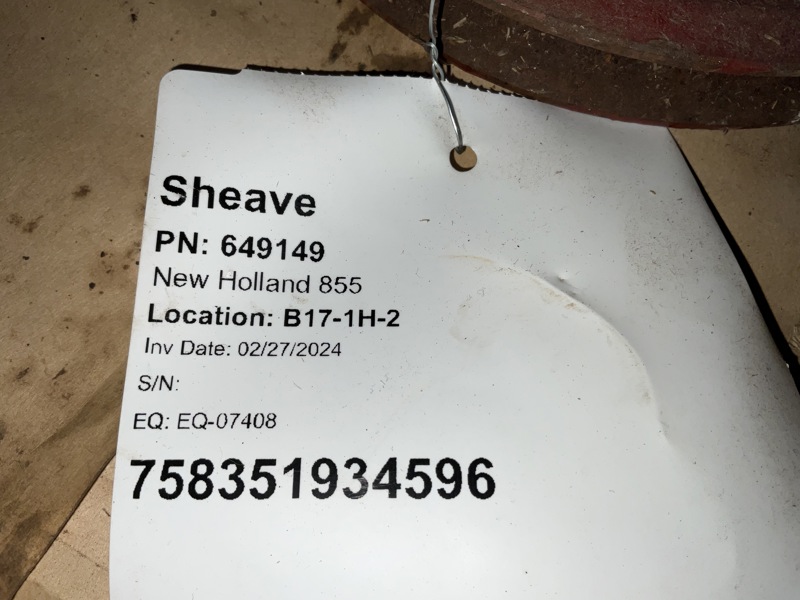 Sheave
PN: 649149
New Holland 855
Location: B17-1H-2
Inv Date: 02/27/2024
S/N:
EQ: EQ-07408
758351934596